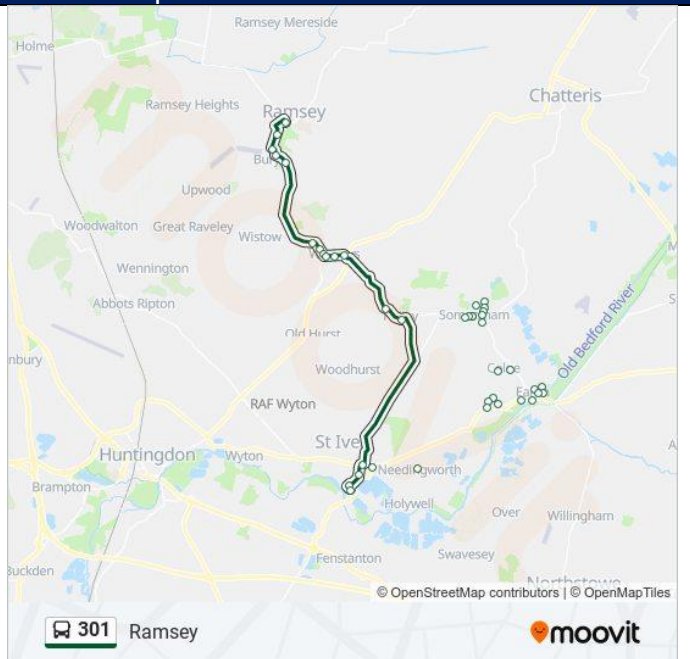 Ramsey Mereside
Holme
Chatteris
Ramsey Heights
Ramsey
Upwood
Woodwalton
Great Raveley
Wistow
Wennington
Abbots Ripton
Old Hurst
Old Bedford River
Woodhurst
RAF Wyton
St Ive
Huntingdon
Wyton
Needingworth
Brampton
Holywell
Over
Willingham
Swavesey
Fenstanton
© OpenStreetMap contributors | © OpenMapTiles
301 Ramsey
moovit